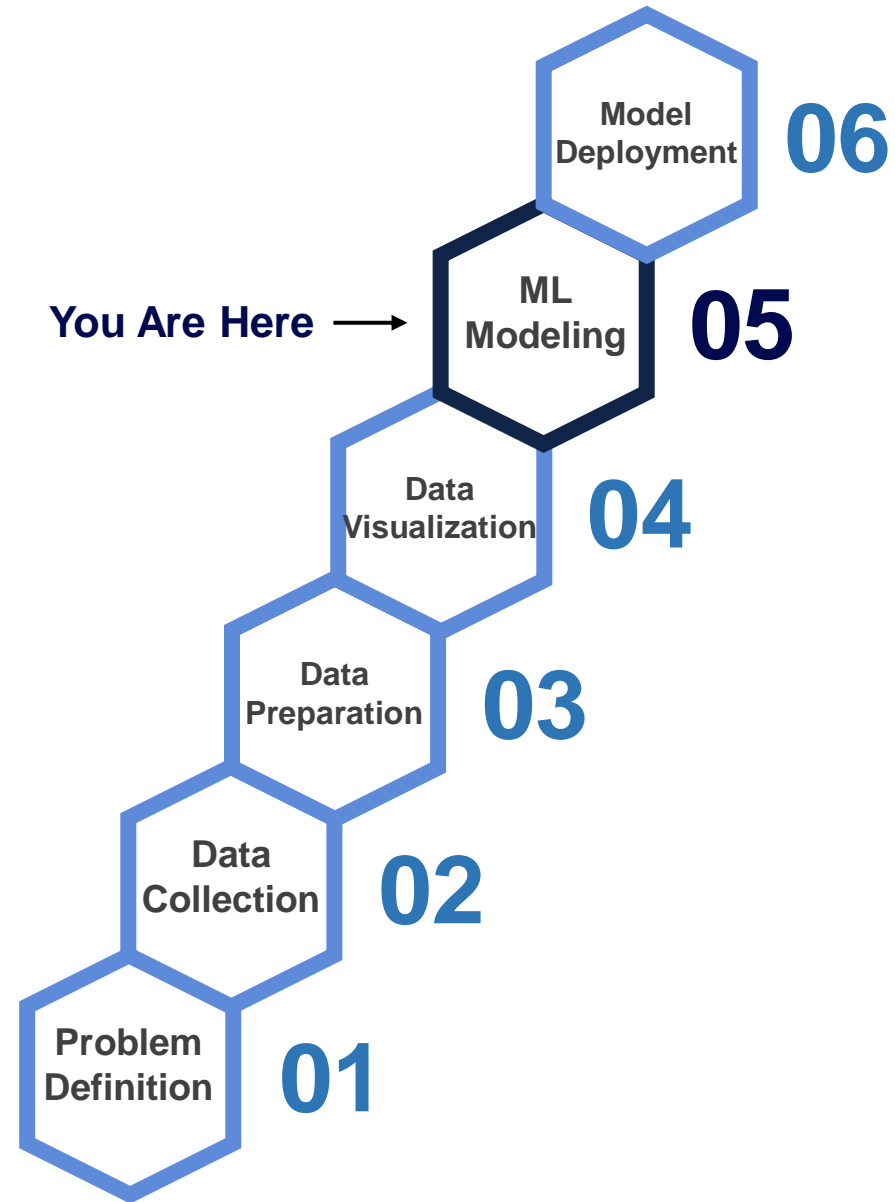 Model
Deployment
06
You Are Here
ML
Modeling
05
Data
Visualization
04
Data
Preparation
03
Data
Collection
02
Problem
Definition
01